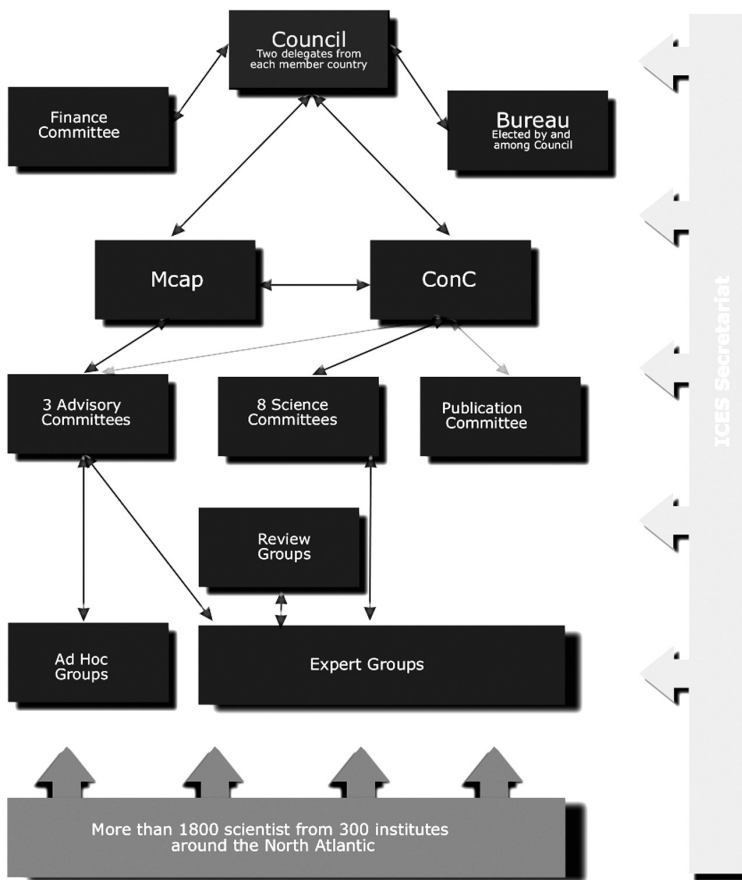 Council
Two delegates from
each member country
Finance
Committee
Bureau
Elected by and
among Council
Mcap
ConC
3 Advisory
Committees
8 Science
Committees
Publication
Committee
Review
Groups
Ad Hoc
Groups
Expert Groups
More than 1800 scientist from 300 institutes
around the North Atlantic
ICES Secretariat